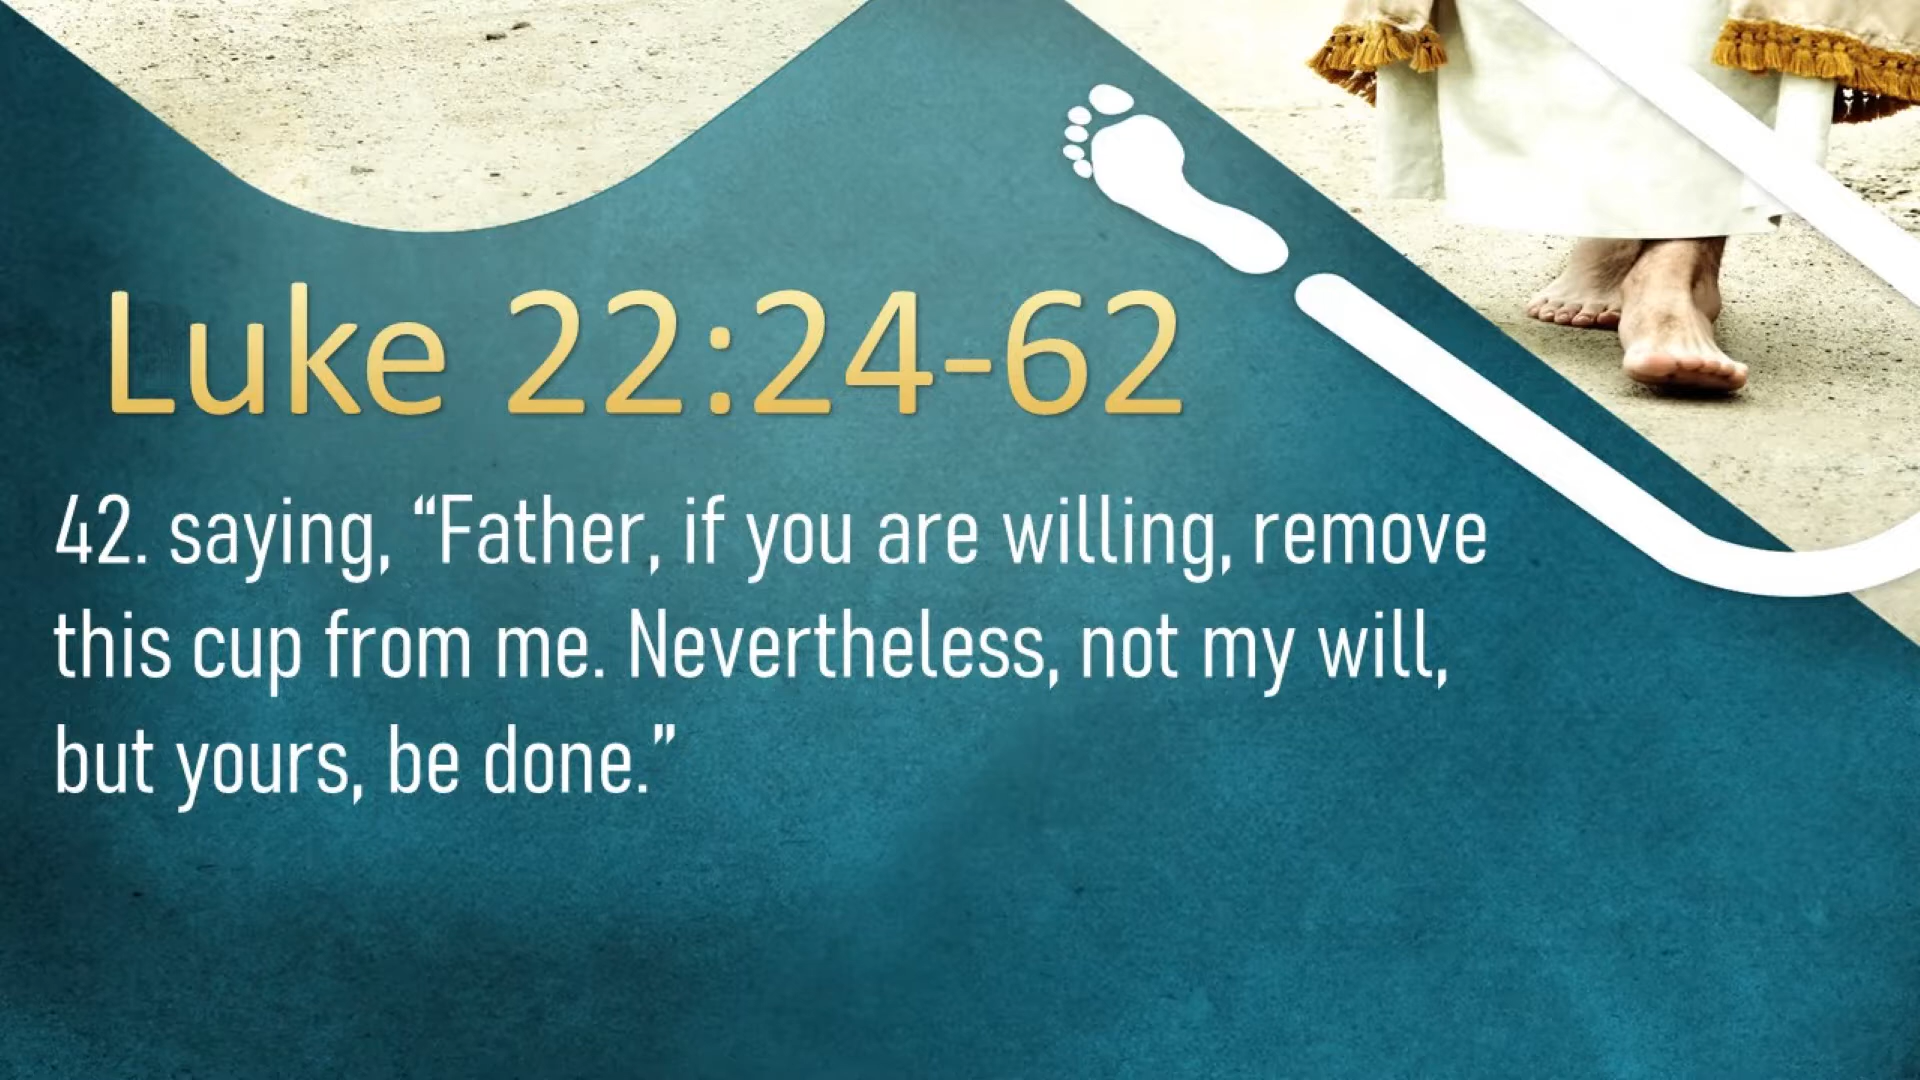 Luke 22:24-62
42. saying, “Father, if you are willing, remove
this cup from me. Nevertheless, not my will,
but yours, be done.”